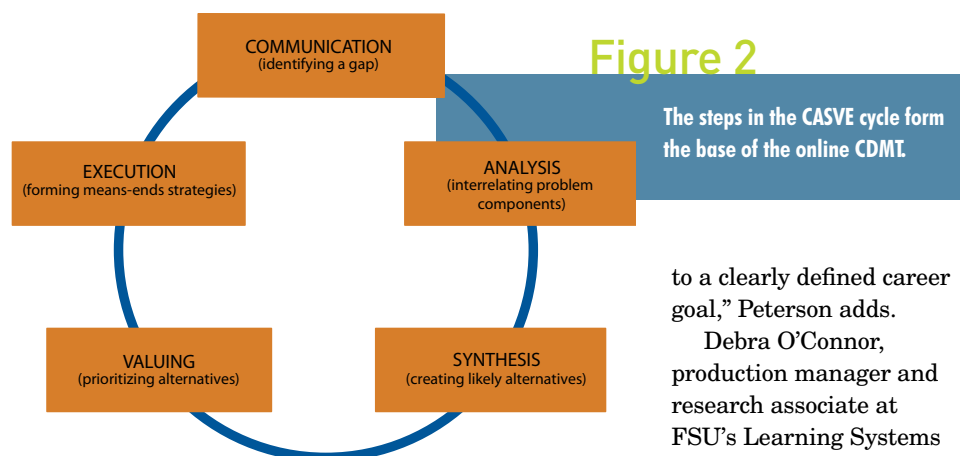 COMMUNICATION
(identifying a gap)
Figure 2
The steps in the CASVE cycle form
the base of the online CDMT.
EXECUTION
(forming means-ends strategies)
ANALYSIS
(interrelating problem
components)
VALUING
(prioritizing alternatives)
SYNTHESIS
(creating likely alternatives)
to a clearly defined career
goal,” Peterson adds.
Debra O’Connor,
production manager and
research associate at
FSU’s Learning Systems